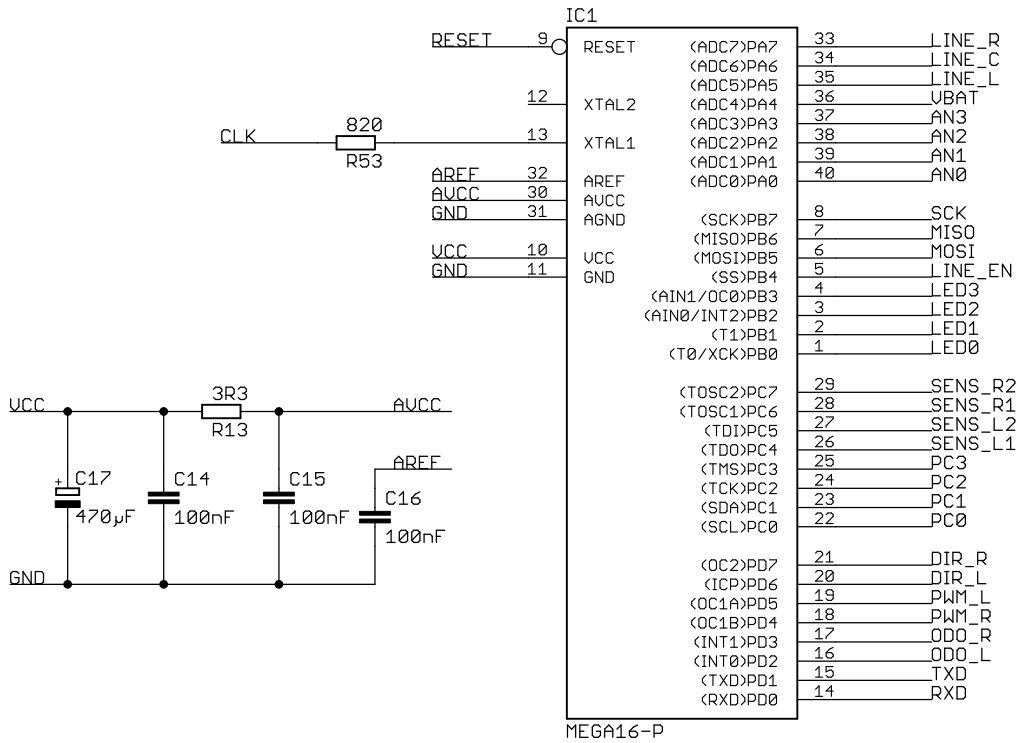 IC1
RESET 9 RESET (ADC7)PA7 33 LINE_R
(ADC6)PA6 34 LINE_C
(ADC5)PA5 35 LINE_L
12 XTAL2 (ADC4)PA4 36 VBAT
(ADC3)PA3 37 AN3
CLK 820 13 XTAL1 (ADC2)PA2 38 AN2
R53 (ADC1)PA1 39 AN1
AREF 32 AREF (ADC0)PA0 40 AN0
AVCC 30 AVCC
GND 31 AGND (SCK)PB7 8 SCK
(MISO)PB6 7 MISO
VCC 10 VCC (MOSI)PB5 6 MOSI
GND 11 GND (SS)PB4 5 LINE_EN
(AIN1/OC0)PB3 4 LED3
(AIN0/INT2)PB2 3 LED2
(T1)PB1 2 LED1
(T0/XCK)PB0 1 LED0
(TOSC2)PC7 29 SENS_R2
(TOSC1)PC6 28 SENS_R1
(TDI)PC5 27 SENS_L2
(TDO)PC4 26 SENS_L1
(TMS)PC3 25 PC3
(TCK)PC2 24 PC2
(SDA)PC1 23 PC1
(SCL)PC0 22 PC0
(OC2)PD7 21 DIR_R
(ICP)PD6 20 DIR_L
(OC1A)PD5 19 PWM_L
(OC1B)PD4 18 PWM_R
(INT1)PD3 17 ODO_R
(INT0)PD2 16 ODO_L
(TXD)PD1 15 TXD
(RXD)PD0 14 RXD
MEGA16-P
VCC 3R3 AVCC
R13
AREF
+ C17 C14 C15 C16
470µF 100nF 100nF 100nF
GND